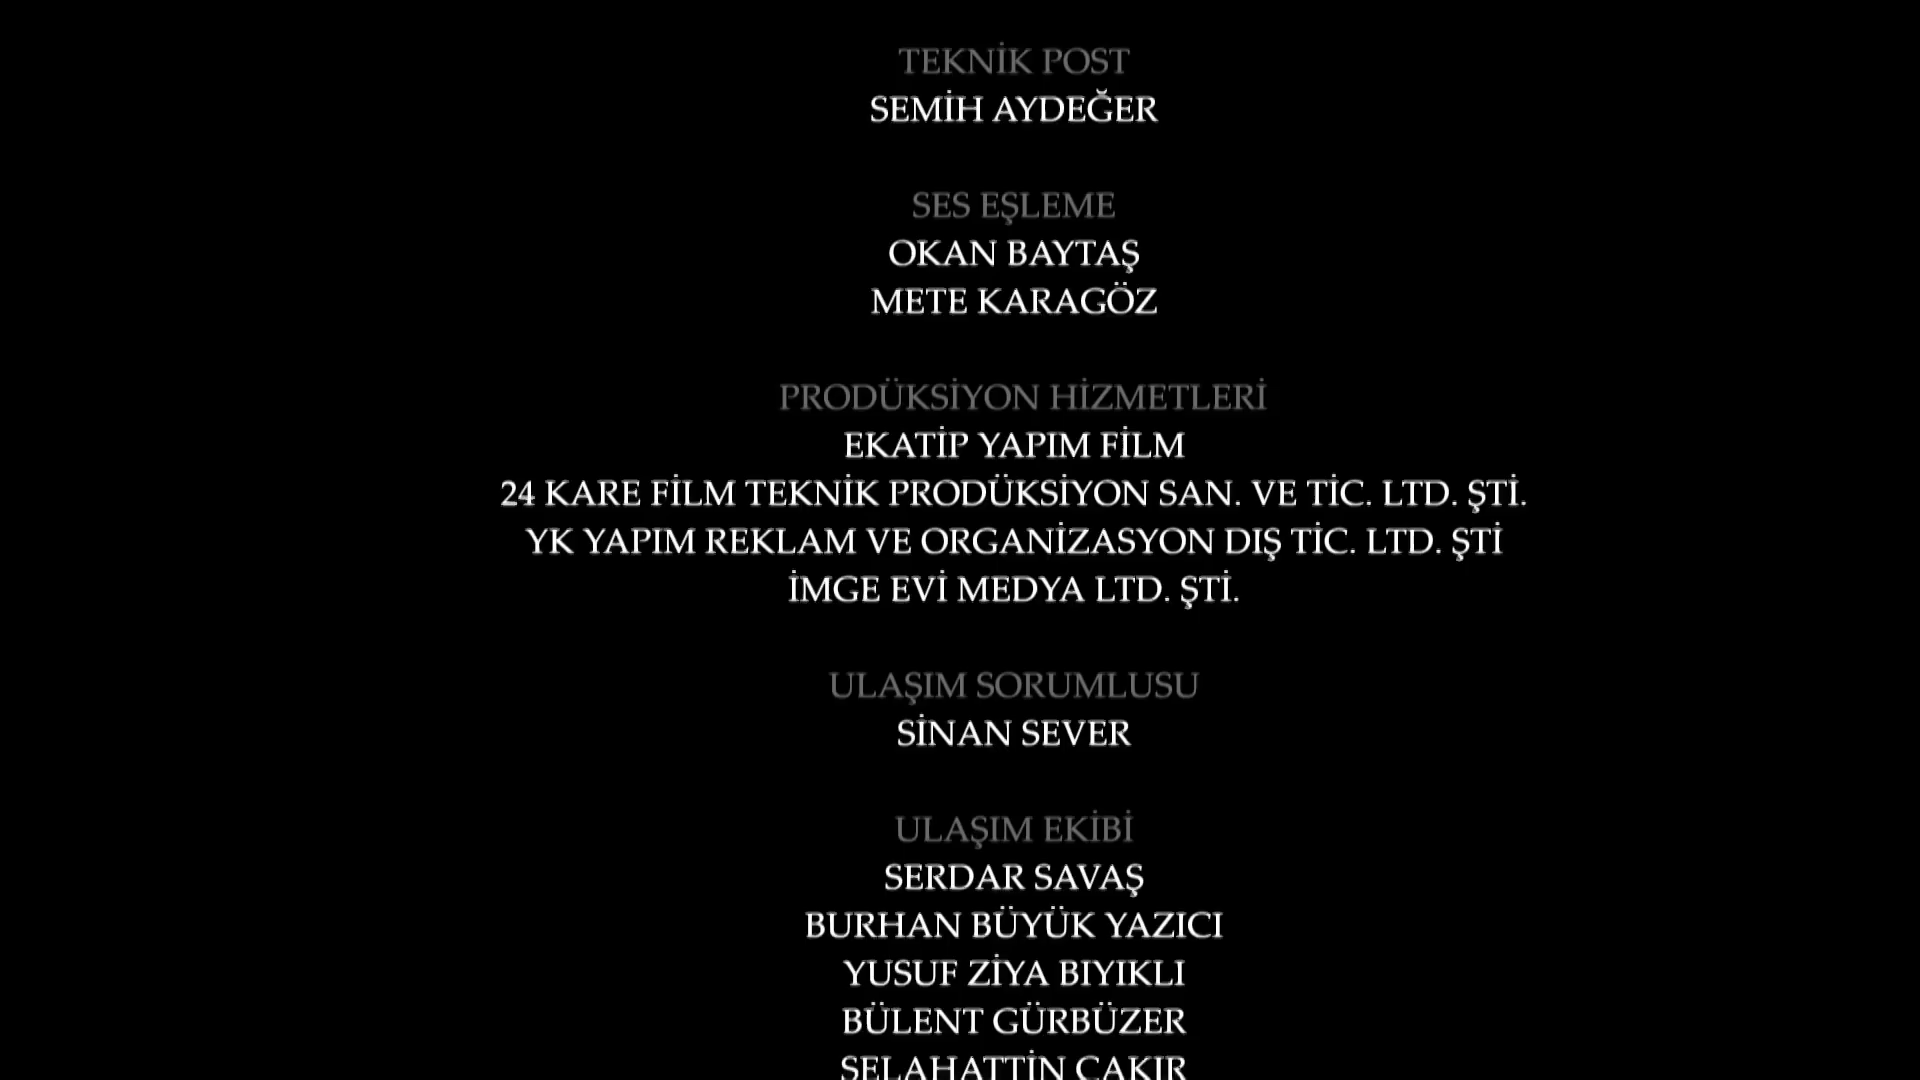 TEKNİK POST
SEMİH AYDEĞER
SES EŞLEME
OKAN BAYTAŞ
METE KARAGÖZ
PRODÜKSİYON HİZMETLERİ
EKATİP YAPIM FİLM
24 KARE FİLM TEKNİK PRODÜKSİYON SAN. VE TİC. LTD. ŞTİ.
YK YAPIM REKLAM VE ORGANİZASYON DIŞ TİC. LTD. ŞTİ
İMGE EVİ MEDYA LTD. ŞTİ.
ULAŞIM SORUMLUSU
SİNAN SEVER
ULAŞIM EKİBİ
SERDAR SAVAŞ
BURHAN BÜYÜK YAZICI
YUSUF ZİYA BIYIKLI
BÜLENT GÜRBÜZER
SELAHATTİN